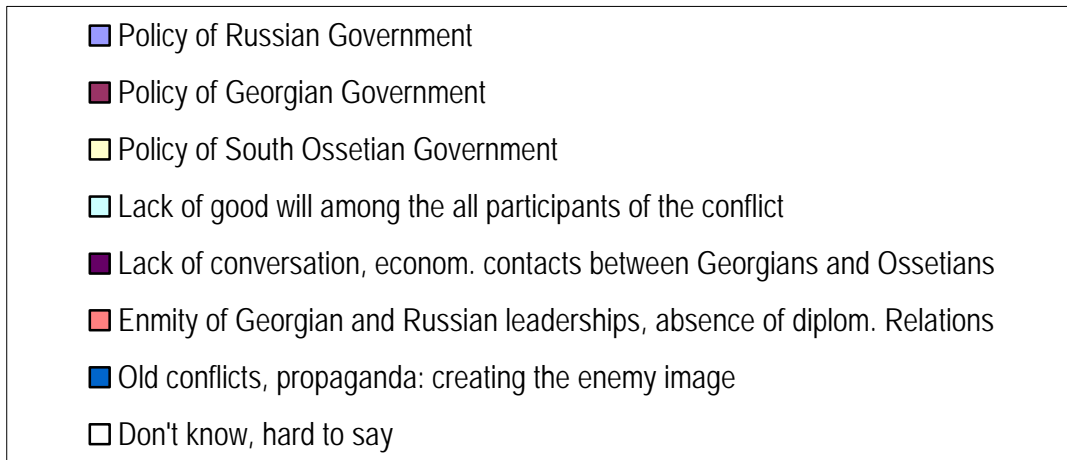 Policy of Russian Government
Policy of Georgian Government
Policy of South Ossetian Government
Lack of good will among the all participants of the conflict
Lack of conversation, econom. contacts between Georgians and Ossetians
Enmity of Georgian and Russian leaderships, absence of diplom. Relations
Old conflicts, propaganda: creating the enemy image
Don't know, hard to say